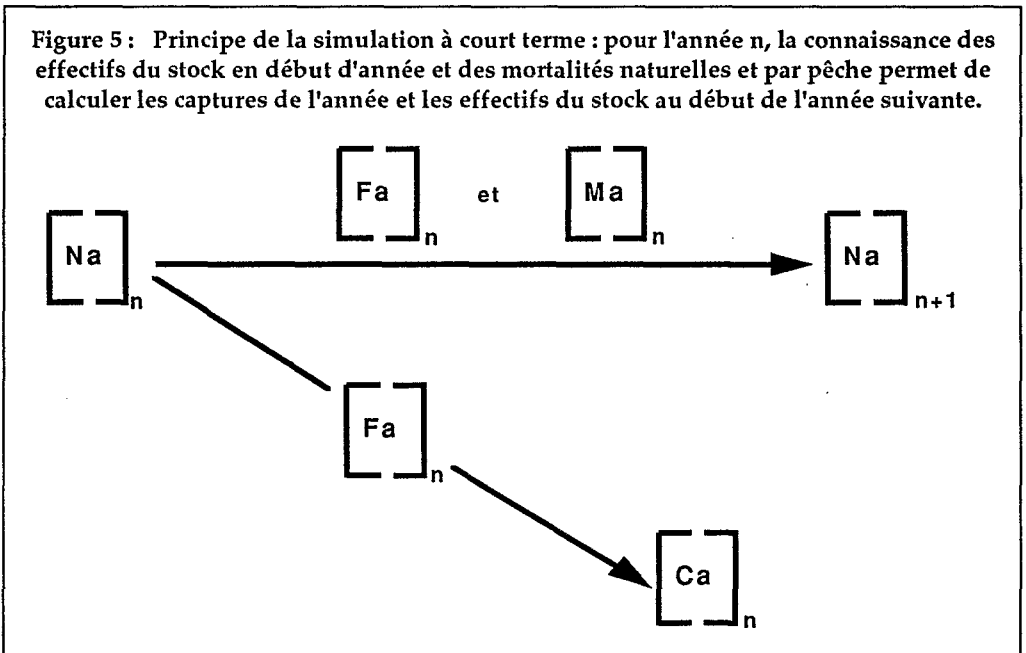 Figure 5 : Principe de la simulation à court terme : pour l'année n, la connaissance des
effectifs du stock en début d'année et des mortalités naturelles et par pêche permet de
calculer les captures de l'année et les effectifs du stock au début de l'année suivante.
Fa n et Ma n
Na n
Na n+1
Fa n
Ca n